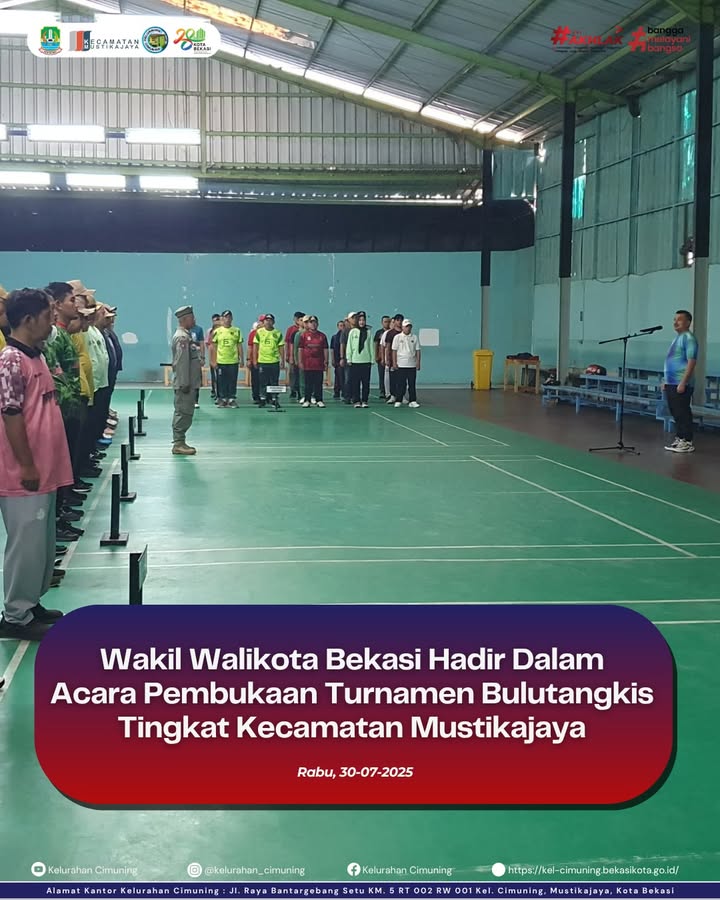 KECAMATAN
MUSTIKAJAYA
KOTA
BEKASI
bangga
melayani
bangsa
Wakil Walikota Bekasi Hadir Dalam
Acara Pembukaan Turnamen Bulutangkis
Tingkat Kecamatan Mustikajaya
Rabu, 30-07-2025
Kelurahan Cimuning
@kelurahan_cimuning
Kelurahan Cimuning
https://kel-cimuning.bekasikota.go.id/
Alamat Kantor Kelurahan Cimuning : Jl. Raya Bantargebang Setu KM. 5 RT 002 RW 001 Kel. Cimuning, Mustikajaya, Kota Bekasi